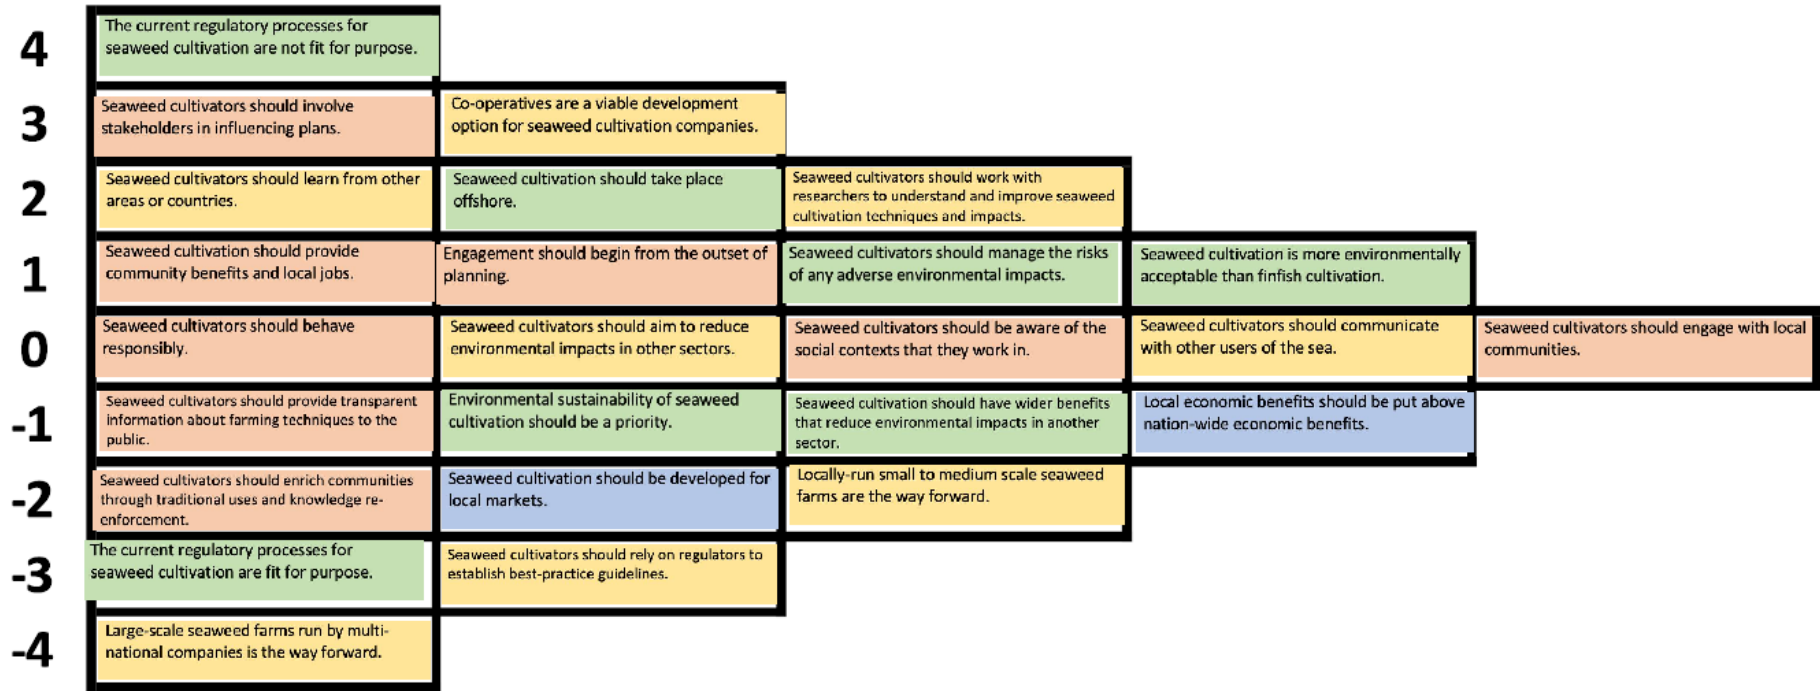 4
The current regulatory processes for
seaweed cultivation are not fit for purpose.
3
Seaweed cultivators should involve
stakeholders in influencing plans.
Co-operatives are a viable development
option for seaweed cultivation companies.
2
Seaweed cultivators should learn from other
areas or countries.
Seaweed cultivation should take place
offshore.
Seaweed cultivators should work with
researchers to understand and improve seaweed
cultivation techniques and impacts.
1
Seaweed cultivation should provide
community benefits and local jobs.
Engagement should begin from the outset of
planning.
Seaweed cultivators should manage the risks
of any adverse environmental impacts.
Seaweed cultivation is more environmentally
acceptable than finfish cultivation.
0
Seaweed cultivators should behave
responsibly.
Seaweed cultivators should aim to reduce
environmental impacts in other sectors.
Seaweed cultivators should be aware of the
social contexts that they work in.
Seaweed cultivators should communicate
with other users of the sea.
Seaweed cultivators should engage with local
communities.
-1
Seaweed cultivators should provide transparent
information about farming techniques to the
public.
Environmental sustainability of seaweed
cultivation should be a priority.
Seaweed cultivation should have wider benefits
that reduce environmental impacts in another
sector.
Local economic benefits should be put above
nation-wide economic benefits.
-2
Seaweed cultivators should enrich communities
through traditional uses and knowledge re-
enforcement.
Seaweed cultivation should be developed for
local markets.
Locally-run small to medium scale seaweed
farms are the way forward.
-3
The current regulatory processes for
seaweed cultivation are fit for purpose.
Seaweed cultivators should rely on regulators to
establish best-practice guidelines.
-4
Large-scale seaweed farms run by multi-
national companies is the way forward.